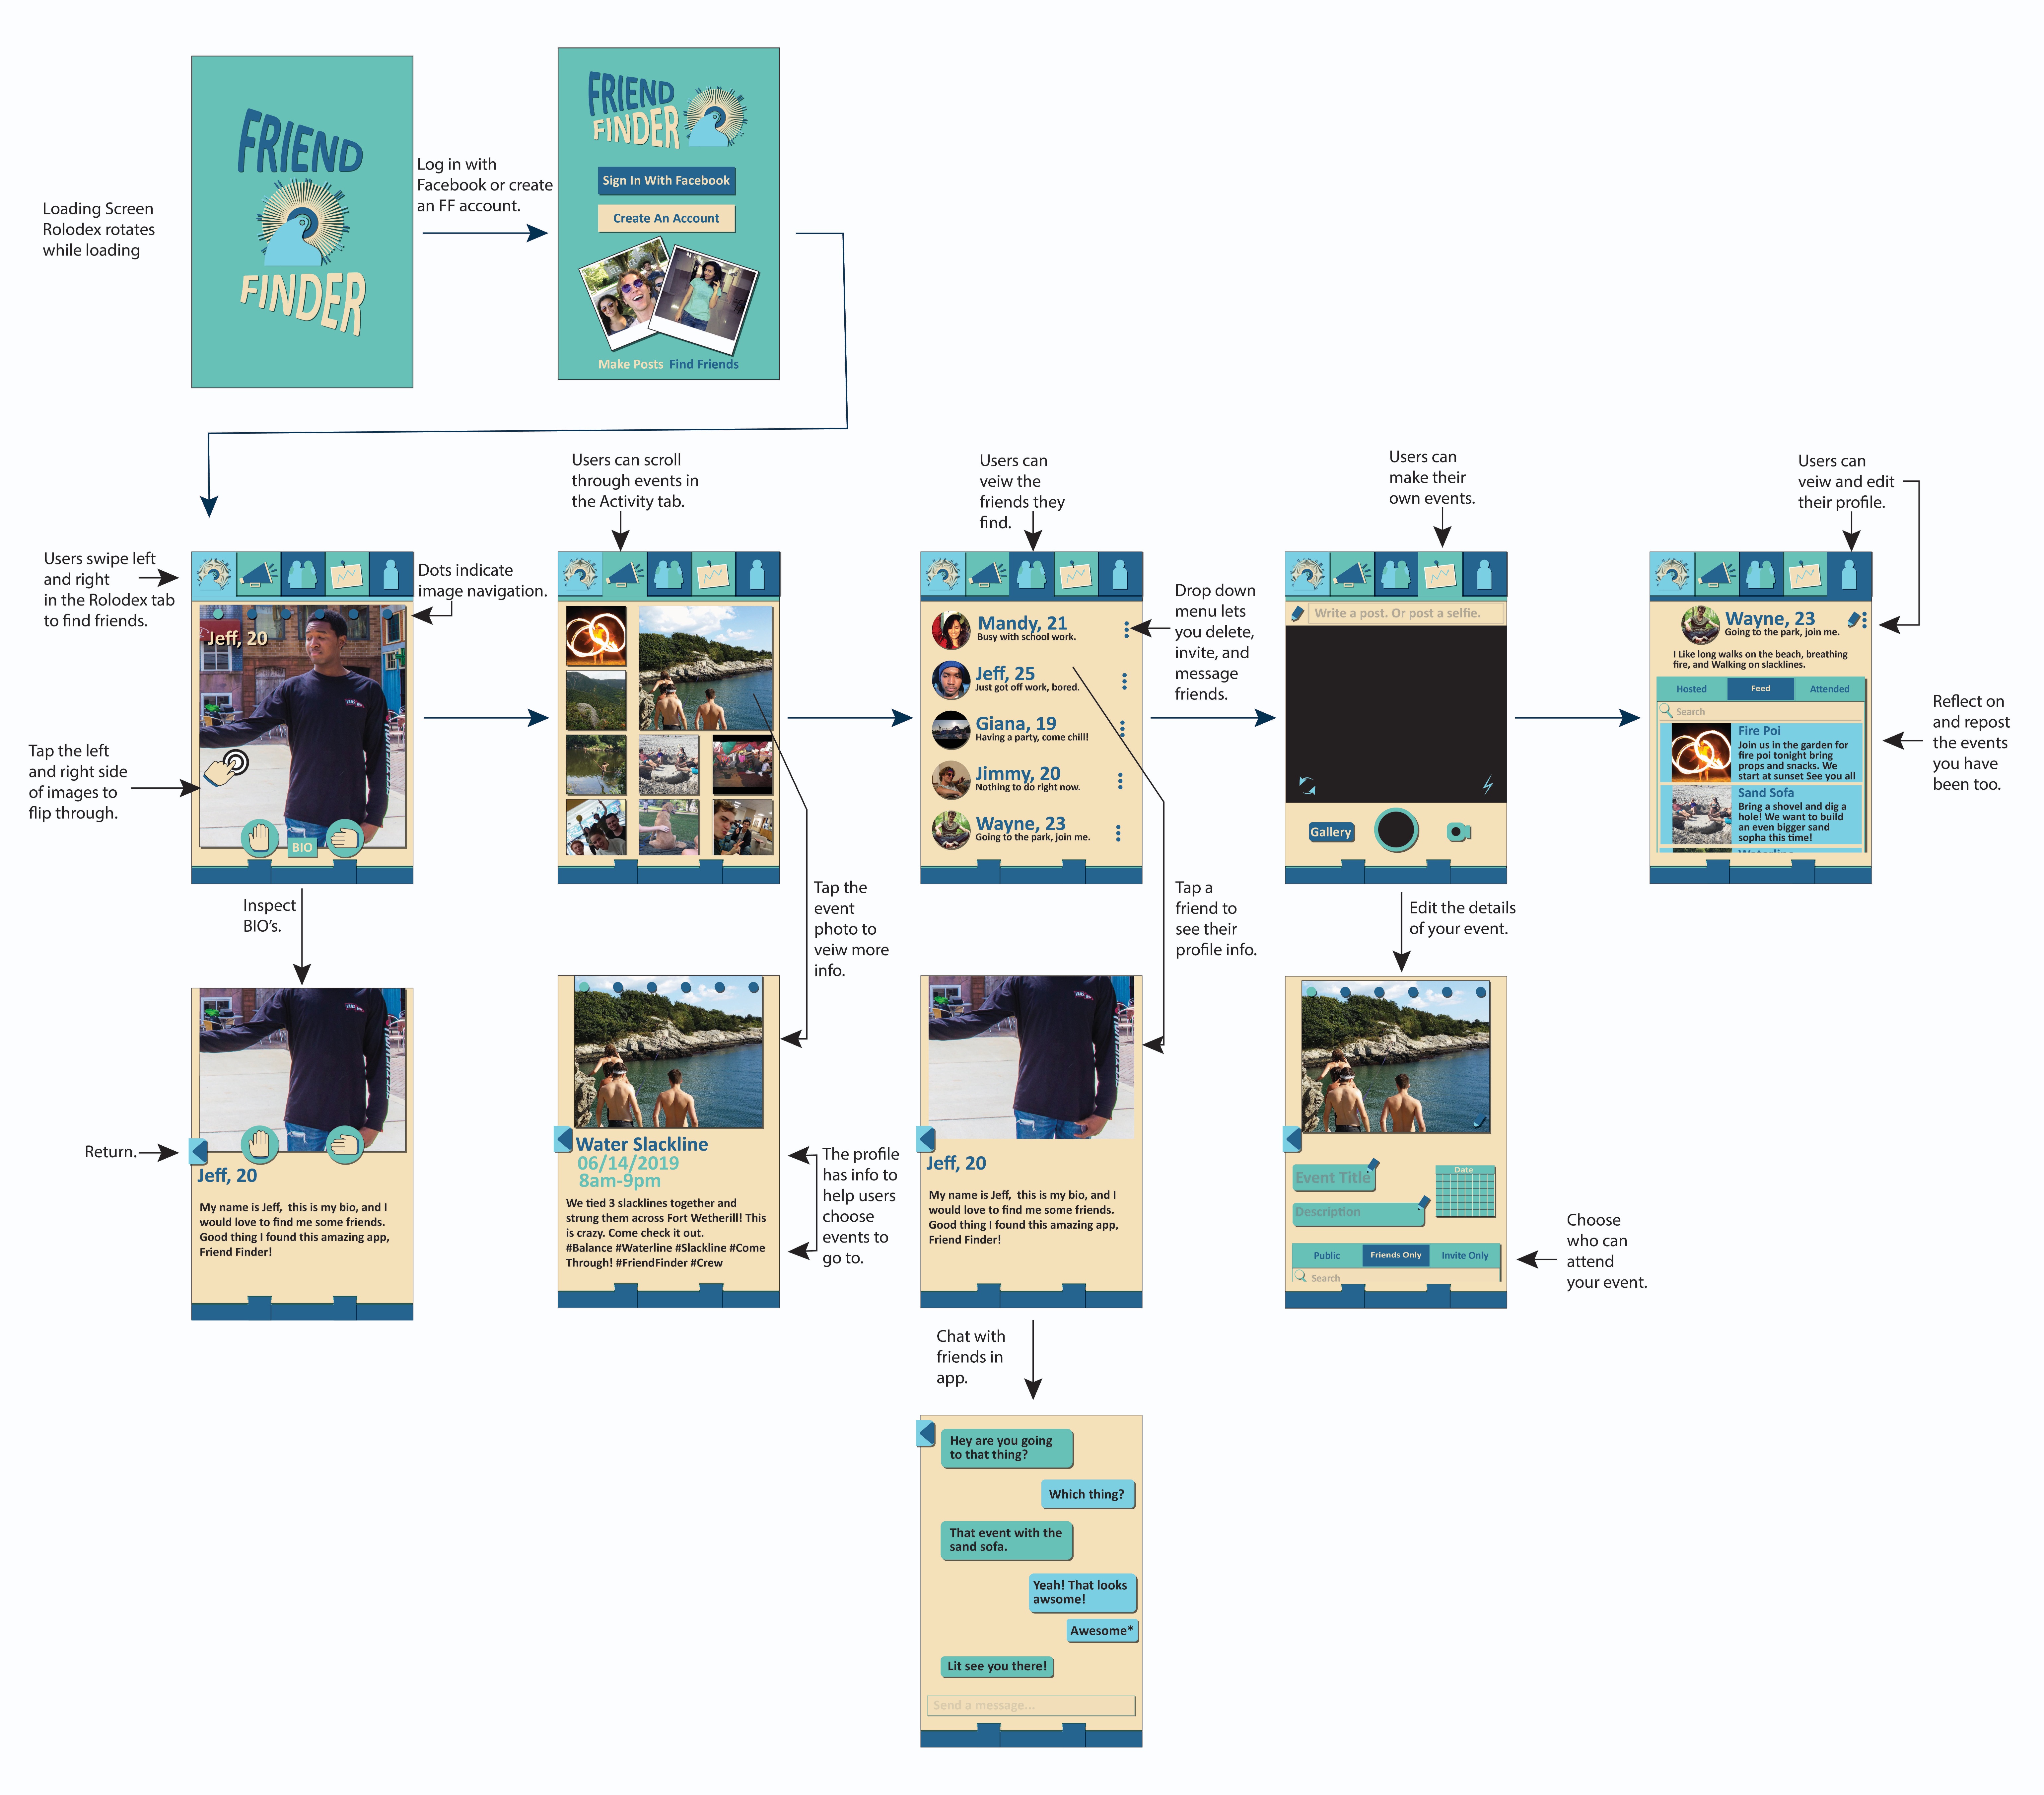 FRIEND
FINDER
Loading Screen
Rolodex rotates
while loading
Log in with
Facebook or create
an FF account.
FRIEND
FINDER
Sign In With Facebook
Create An Account
Make Posts Find Friends
Users swipe left
and right
in the Rolodex tab
to find friends.
Tap the left
and right side
of images to
flip through.
Dots indicate
image navigation.
Jeff, 20
VANS
BIO
Users can scroll
through events in
the Activity tab.
Users can
veiw the
friends they
find.
Mandy, 21
Busy with school work.
Jeff, 25
Just got off work, bored.
Giana, 19
Having a party, come chill!
Jimmy, 20
Nothing to do right now.
Wayne, 23
Going to the park, join me.
Drop down
menu lets
you delete,
invite, and
message
friends.
Users can
make their
own events.
Write a post. Or post a selfie.
Gallery
Users can
veiw and edit
their profile.
Wayne, 23
Going to the park, join me.
I Like long walks on the beach, breathing
fire, and Walking on slacklines.
Hosted
Feed
Attended
Search
Fire Poi
Join us in the garden for
fire poi tonight bring
props and snacks. We
start at sunset See you all
Sand Sofa
Bring a shovel and dig a
hole! We want to build
an even bigger sand
sopha this time!
Waterline
Reflect on
and repost
the events
you have
been too.
Inspect
BIO's.
Return.
VANS
Jeff, 20
My name is Jeff, this is my bio, and I
would love to find me some friends.
Good thing I found this amazing app,
Friend Finder!
Tap the
event
photo to
veiw more
info.
Water Slackline
06/14/2019
8am-9pm
We tied 3 slacklines together and
strung them across Fort Wetherill! This
is crazy. Come check it out.
#Balance #Waterline #Slackline #Come
Through! #FriendFinder #Crew
The profile
has info to
help users
choose
events to
go to.
Tap a
friend to
see their
profile info.
VANS
Jeff, 20
My name is Jeff, this is my bio, and I
would love to find me some friends.
Good thing I found this amazing app,
Friend Finder!
Edit the details
of your event.
Event Title
Description
Date
Public
Friends Only
Invite Only
Search
Choose
who can
attend
your event.
Chat with
friends in
app.
Hey are you going
to that thing?
Which thing?
That event with the
sand sofa.
Yeah! That looks
awsome!
Awesome*
Lit see you there!
Send a message...